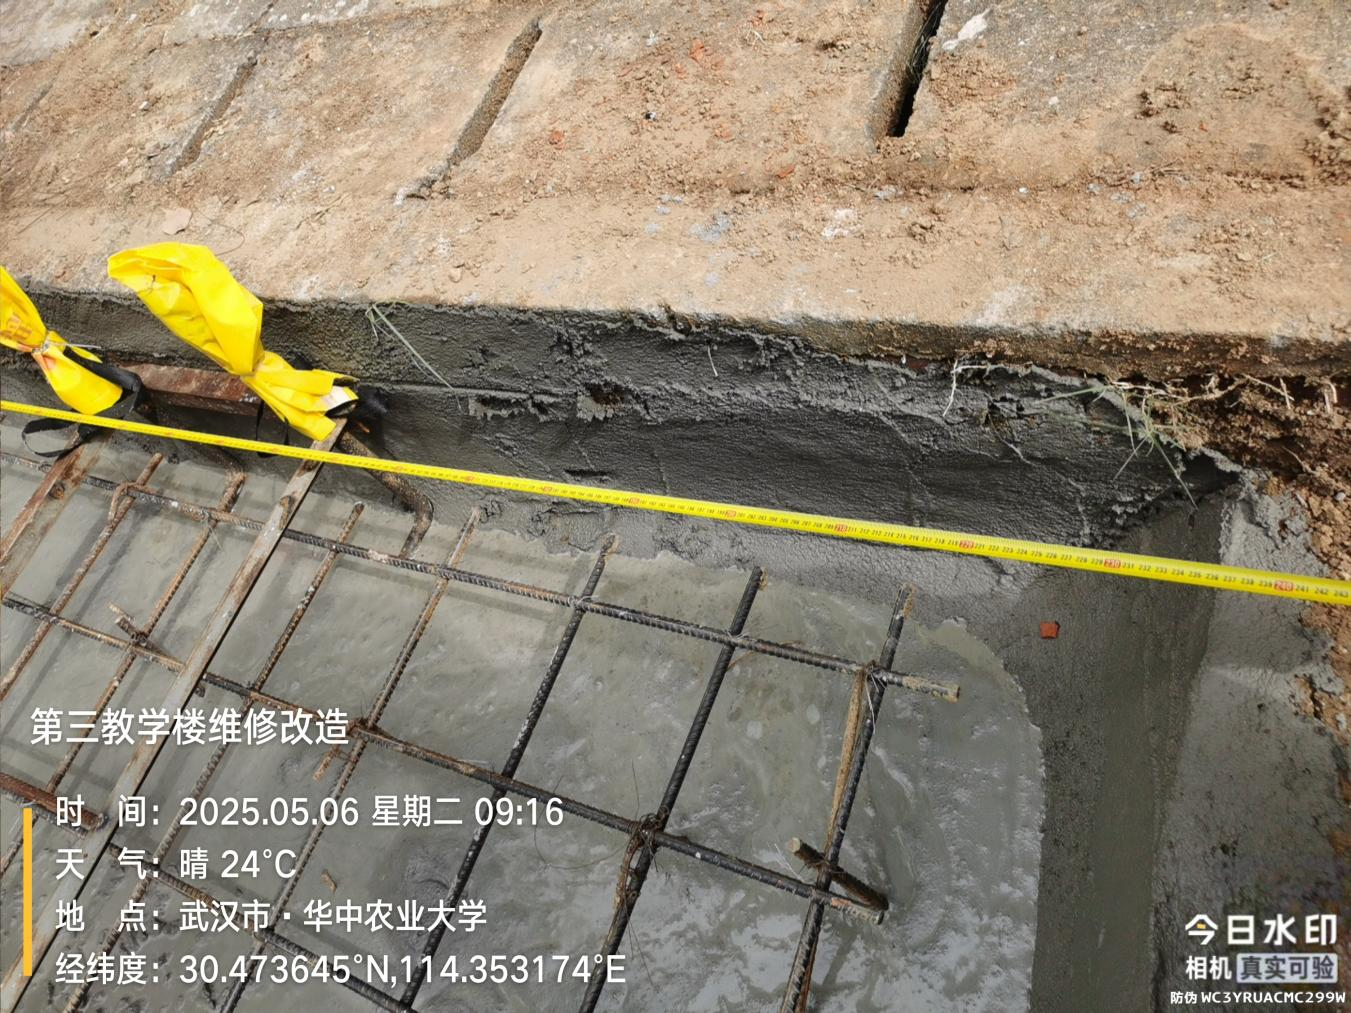 第三教学楼维修改造
时 间：2025.05.06 星期二 09:16
天 气：晴 24°C
地 点：武汉市·华中农业大学
经纬度：30.473645°N,114.353174°E
今日水印
相机 真实可验
防伪 WC3YRUACMC299W